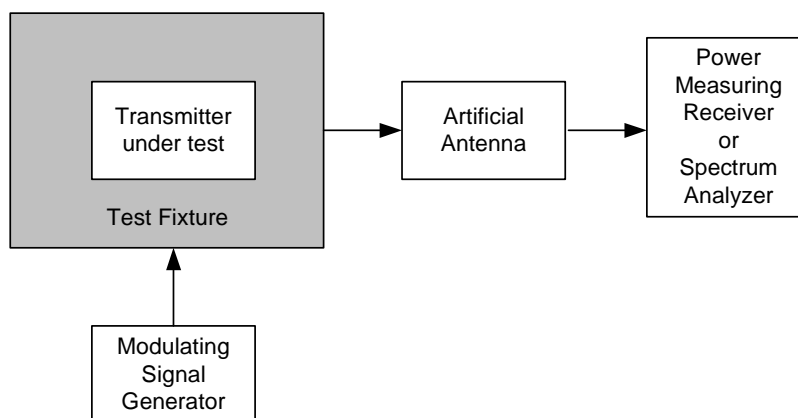 Transmitter
under test
Test Fixture
Artificial
Antenna
Power
Measuring
Receiver
or
Spectrum
Analyzer
Modulating
Signal
Generator